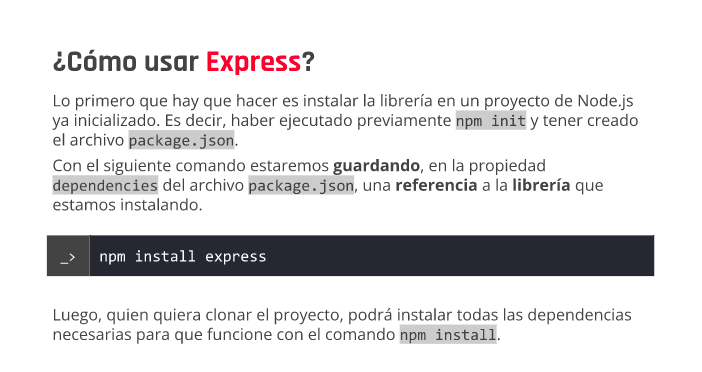 ¿Cómo usar Express?
Lo primero que hay que hacer es instalar la librería en un proyecto de Node.js
ya inicializado. Es decir, haber ejecutado previamente npm init y tener creado
el archivo package.json.
Con el siguiente comando estaremos guardando, en la propiedad
dependencies del archivo package.json, una referencia a la librería que
estamos instalando.
_> npm install express
Luego, quien quiera clonar el proyecto, podrá instalar todas las dependencias
necesarias para que funcione con el comando npm install.